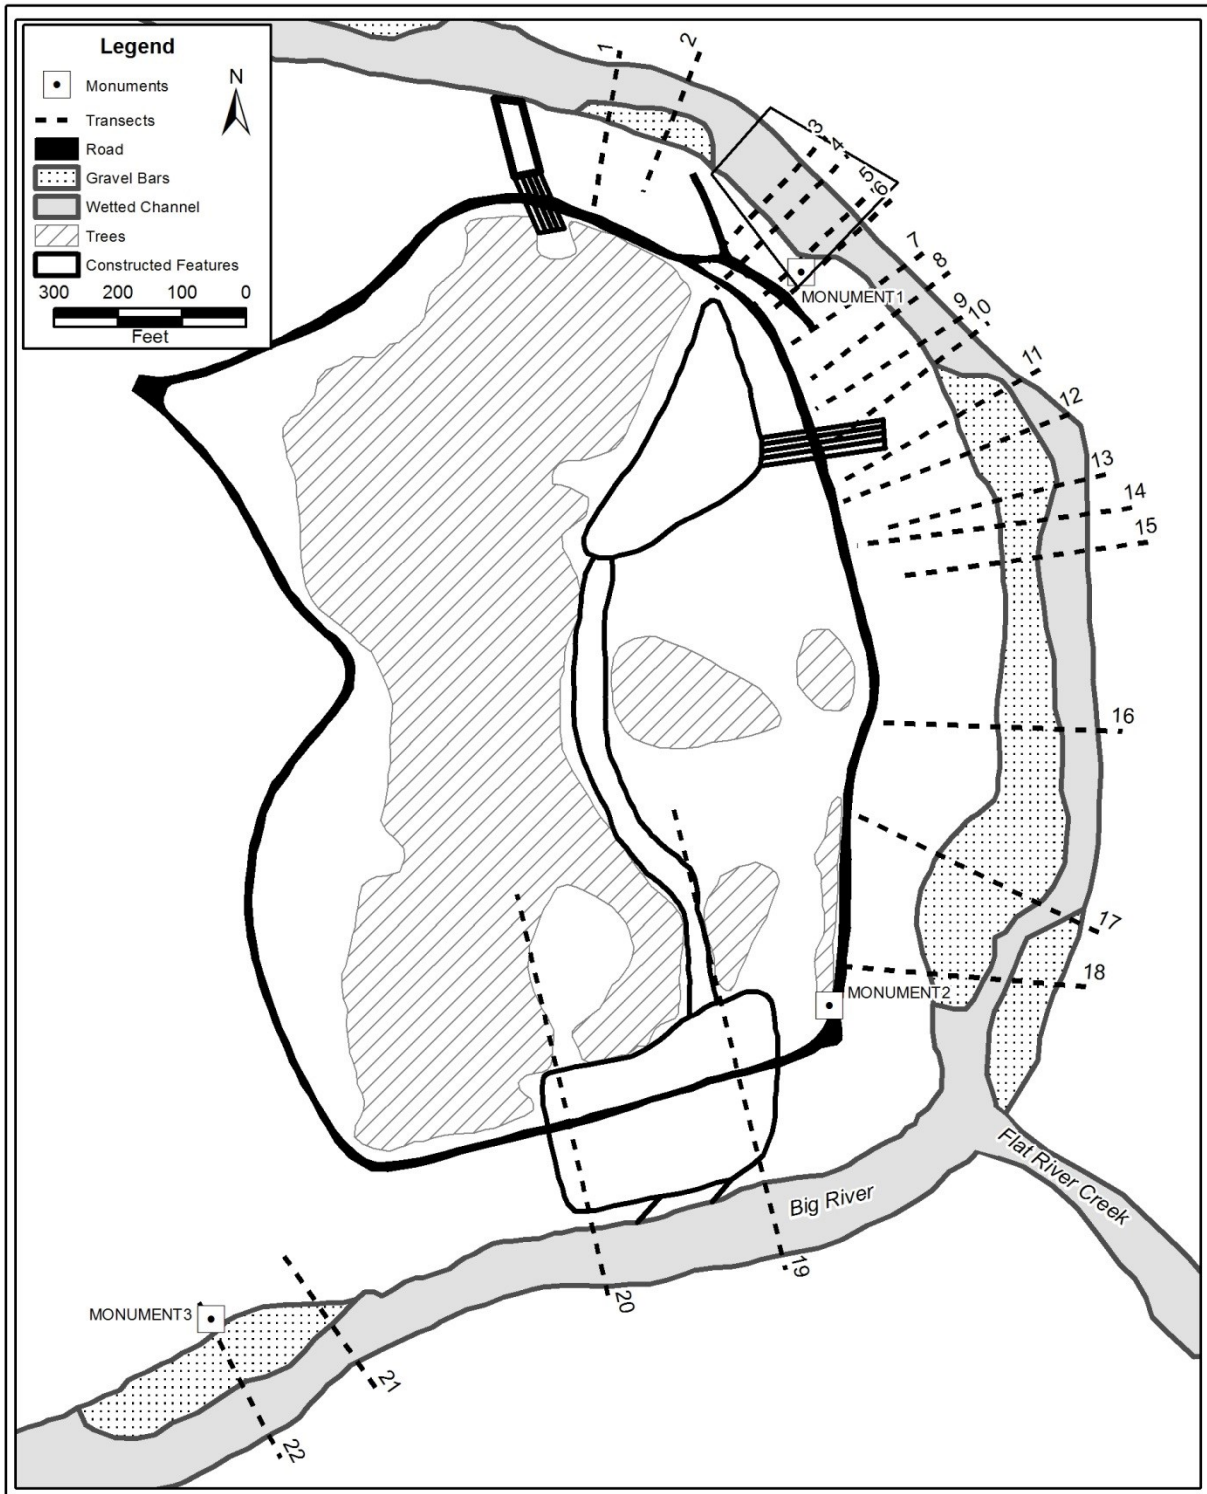 Legend
N
Monuments
Transects
Road
Gravel Bars
Wetted Channel
Trees
Constructed Features
300 200 100 0
Feet
1
2
3
4
5
6
7
8
9
10
11
12
13
14
15
16
17
18
19
20
21
22
MONUMENT1
MONUMENT2
MONUMENT3
Big River
Flat River Creek